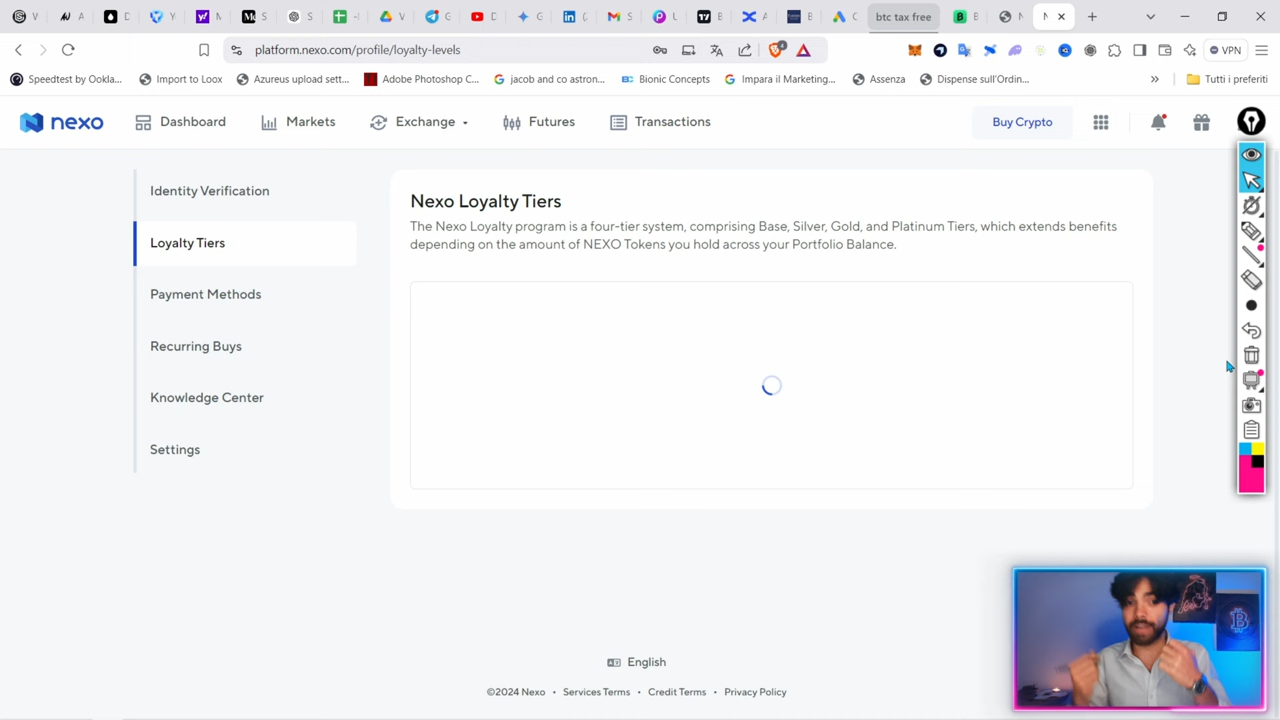 V
A
D
Y
M
S
S
(
V
G
D
G
(
S
U
B
A
B
C
btc tax free
B
N
N
platform.nexo.com/profile/loyalty-levels
4
VPN
Speedtest by Ookla...
Import to Loox
Azureus upload sett...
Adobe Photoshop C...
jacob and co astron...
BC Bionic Concepts
Impara il Marketing...
Assenza
Dispense sull'Ordin...
Tutti i preferiti
nexo
Dashboard
Markets
Exchange
Futures
Transactions
Buy Crypto
Identity Verification
Loyalty Tiers
Payment Methods
Recurring Buys
Knowledge Center
Settings
Nexo Loyalty Tiers
The Nexo Loyalty program is a four-tier system, comprising Base, Silver, Gold, and Platinum Tiers, which extends benefits
depending on the amount of NEXO Tokens you hold across your Portfolio Balance.
English
©2024 Nexo • Services Terms • Credit Terms • Privacy Policy